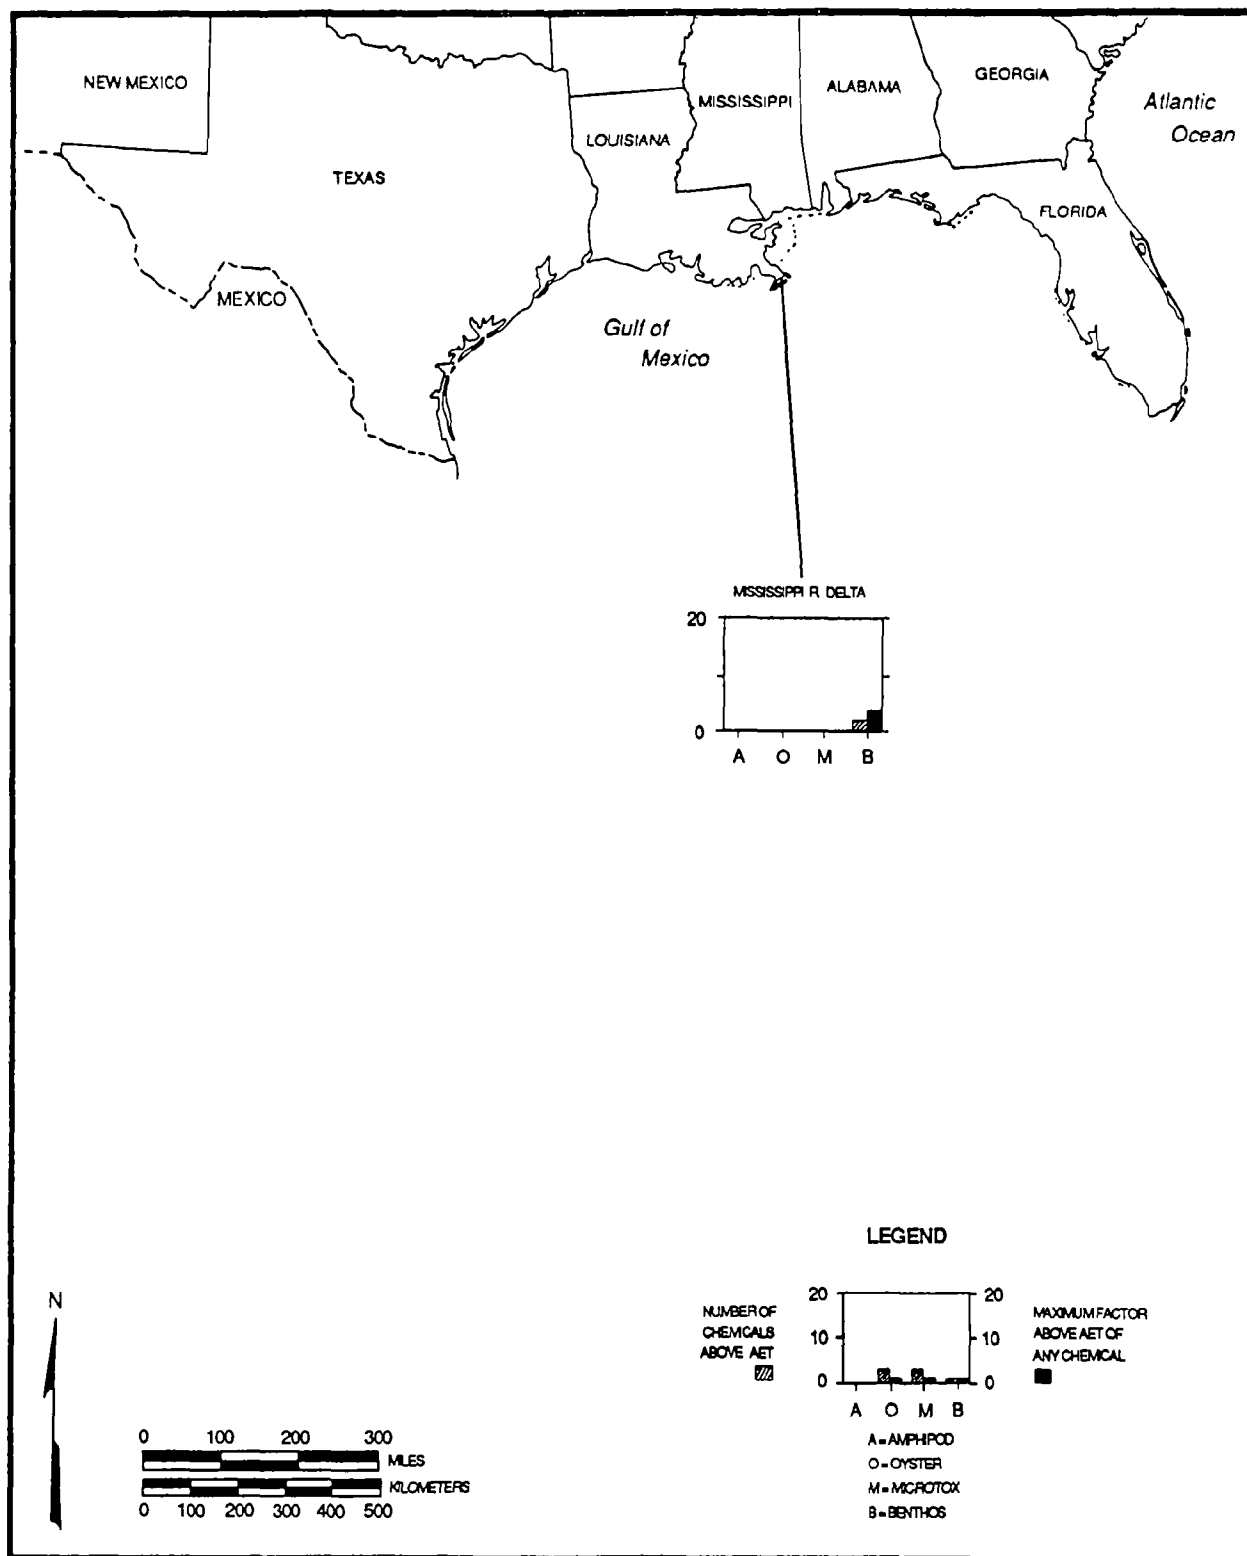 NEW MEXICO
TEXAS
LOUISIANA
MISSISSIPPI
ALABAMA
GEORGIA
Atlantic
Ocean
FLORIDA
MEXICO
Gulf of
Mexico
MISSISSIPPI R. DELTA
20
0
A O M B
LEGEND
N
NUMBER OF
CHEMICALS
ABOVE AET
20 20
10 10
0 0
A O M B
MAXIMUM FACTOR
ABOVE AET OF
ANY CHEMICAL
A = AMPHIPOD
O = OYSTER
M = MICROTOX
B = BENTHOS
0 100 200 300
MILES
KILOMETERS
0 100 200 300 400 500